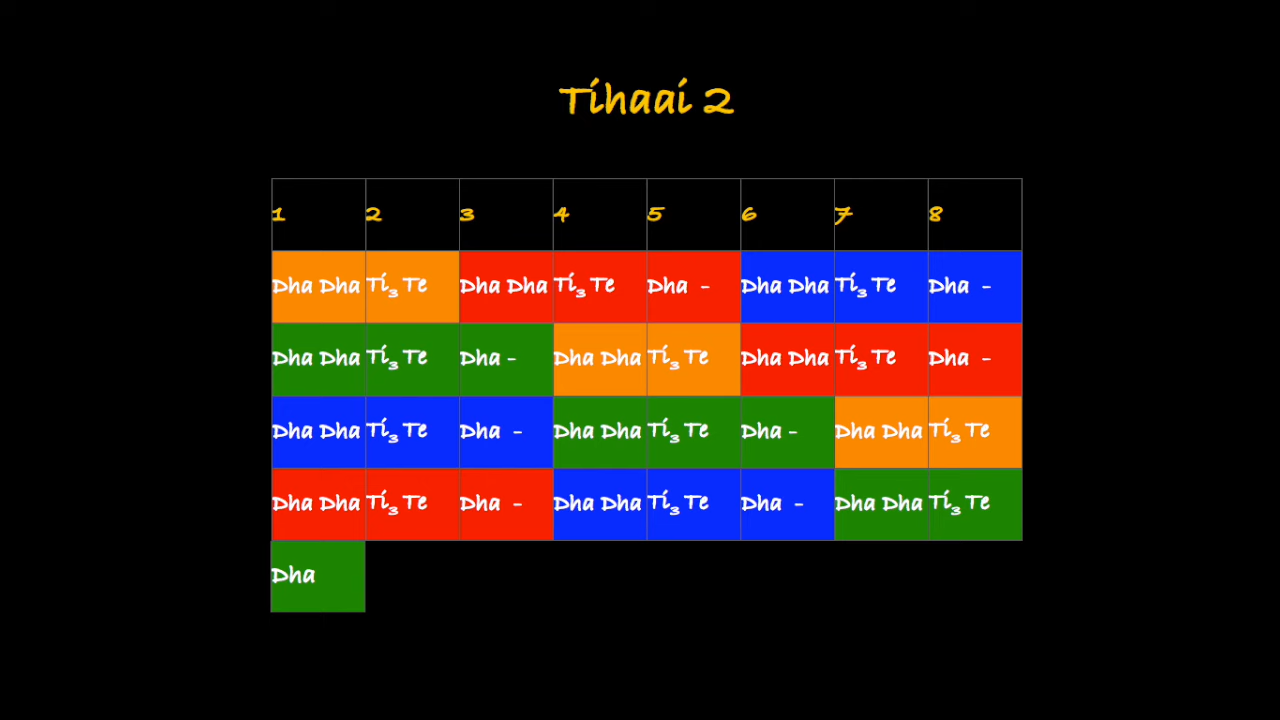 Tihaai 2
1 2 3 4 5 6 7 8
Dha Dha Ti₃ Te Dha Dha Ti₃ Te Dha - Dha Dha Ti₃ Te Dha -
Dha Dha Ti₃ Te Dha - Dha Dha Ti₃ Te Dha Dha Ti₃ Te Dha -
Dha Dha Ti₃ Te Dha - Dha Dha Ti₃ Te Dha - Dha Dha Ti₃ Te
Dha Dha Ti₃ Te Dha - Dha Dha Ti₃ Te Dha - Dha Dha Ti₃ Te
Dha